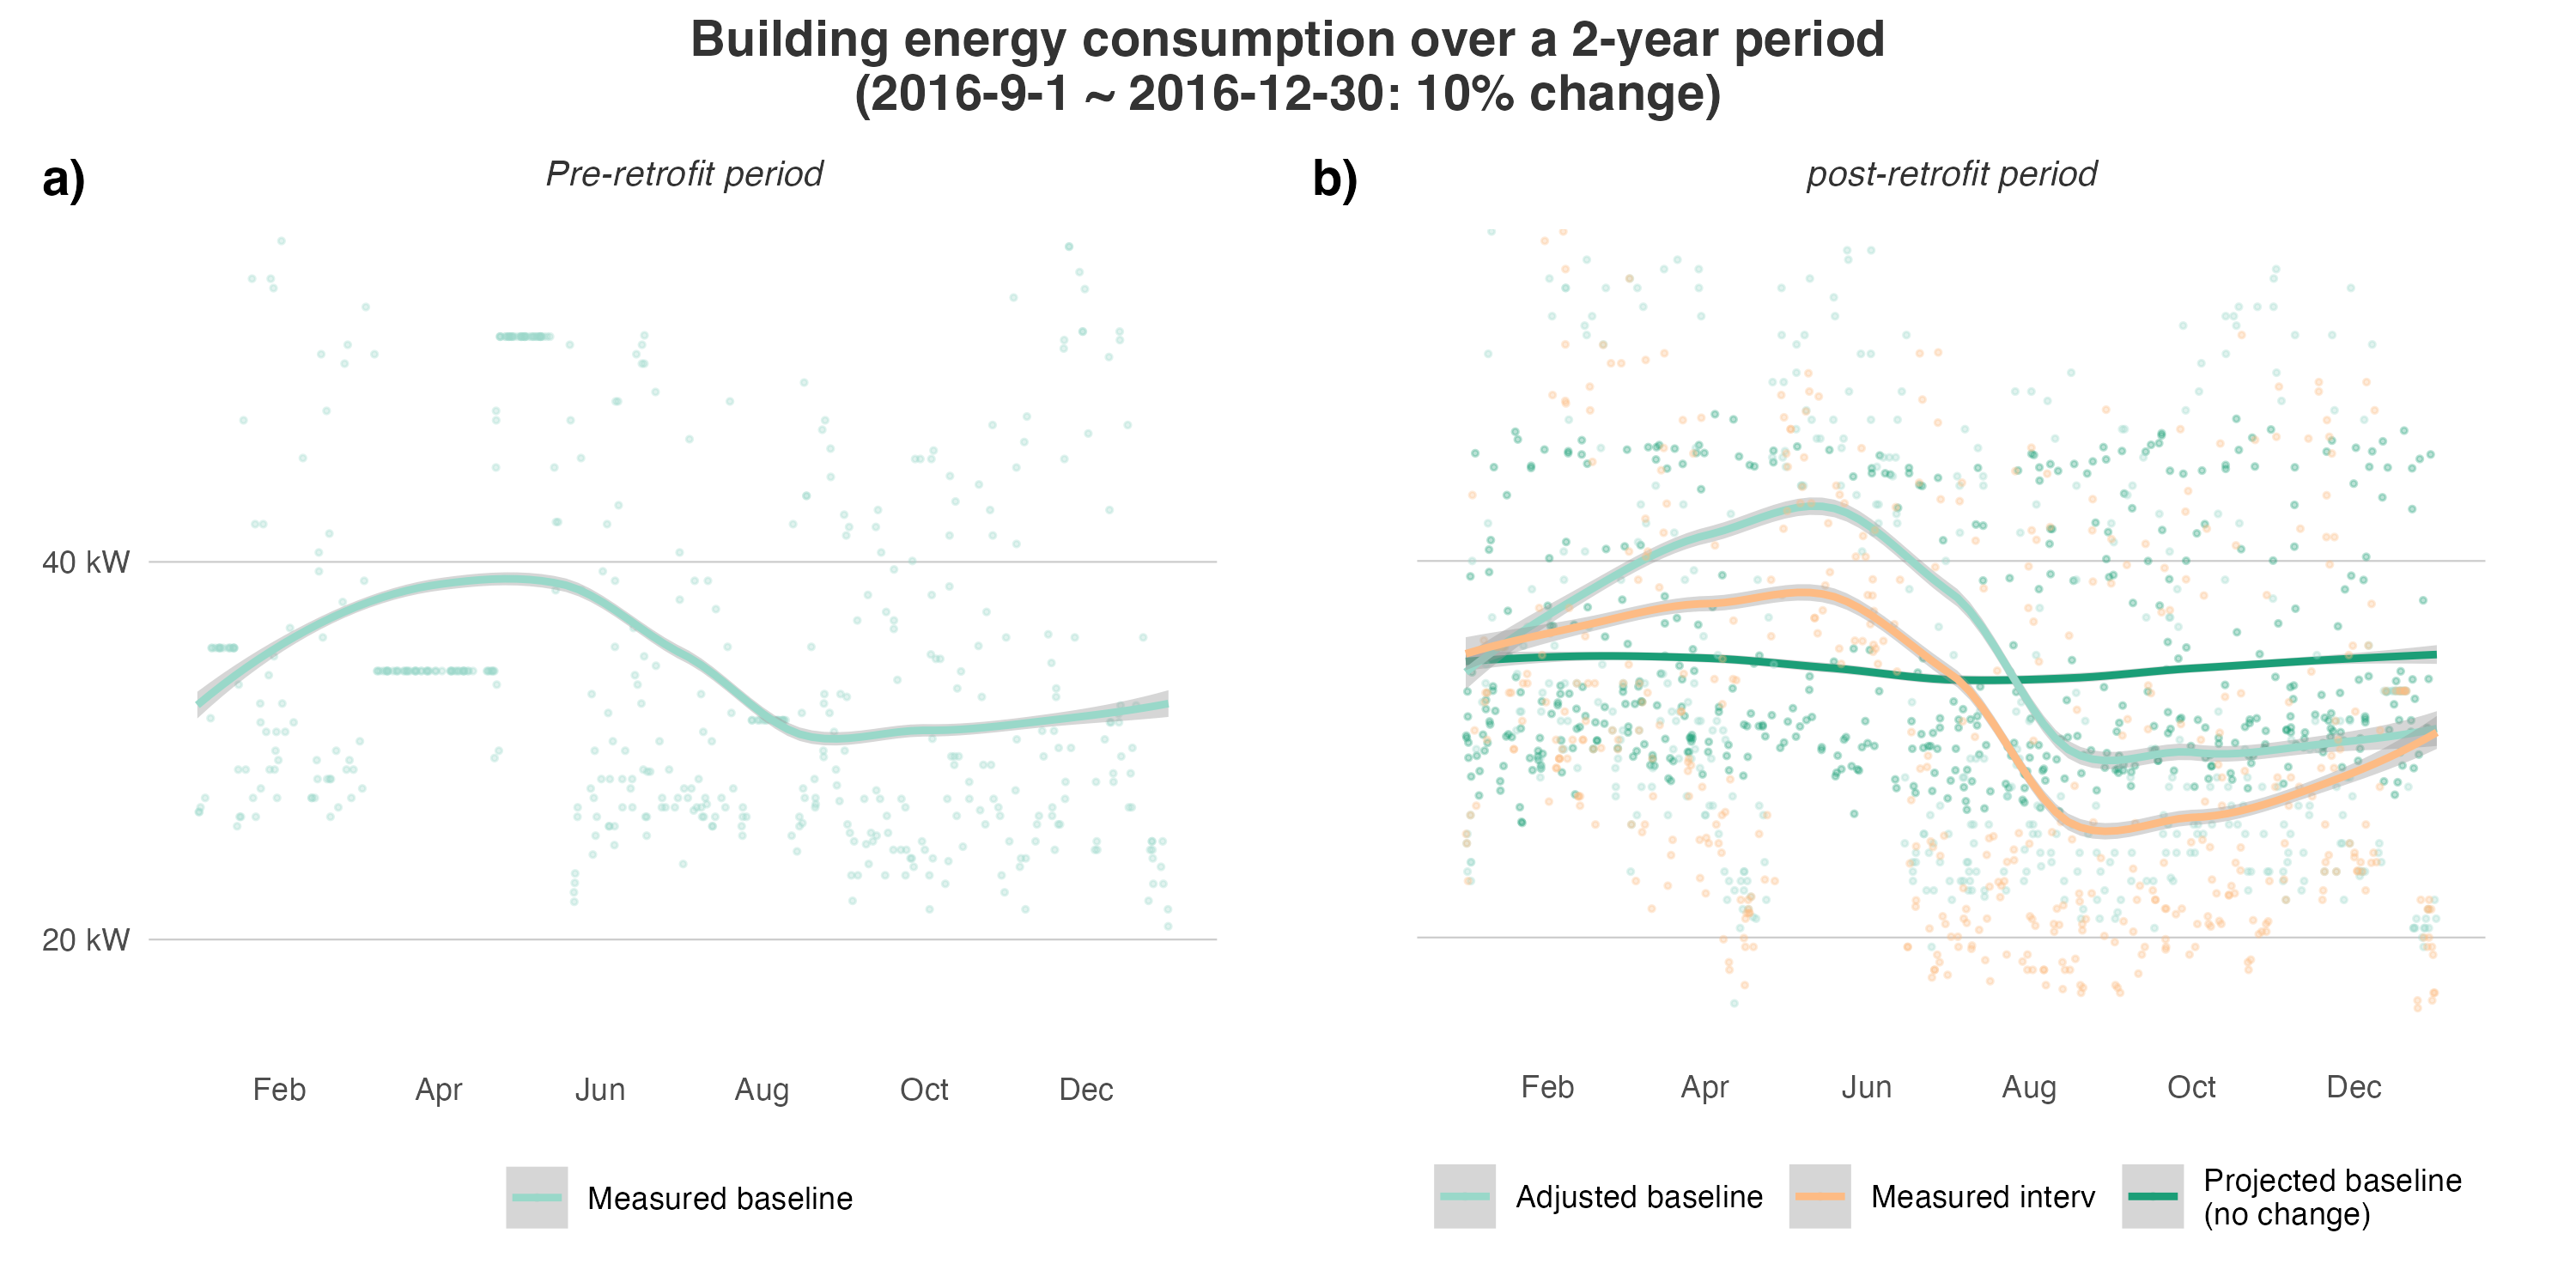 Building energy consumption over a 2-year period
(2016-9-1 ~ 2016-12-30: 10% change)
a)
Pre-retrofit period
b)
post-retrofit period
40 kW
20 kW
Feb
Apr
Jun
Aug
Oct
Dec
Feb
Apr
Jun
Aug
Oct
Dec
Measured baseline
Adjusted baseline
Measured interv
Projected baseline
(no change)